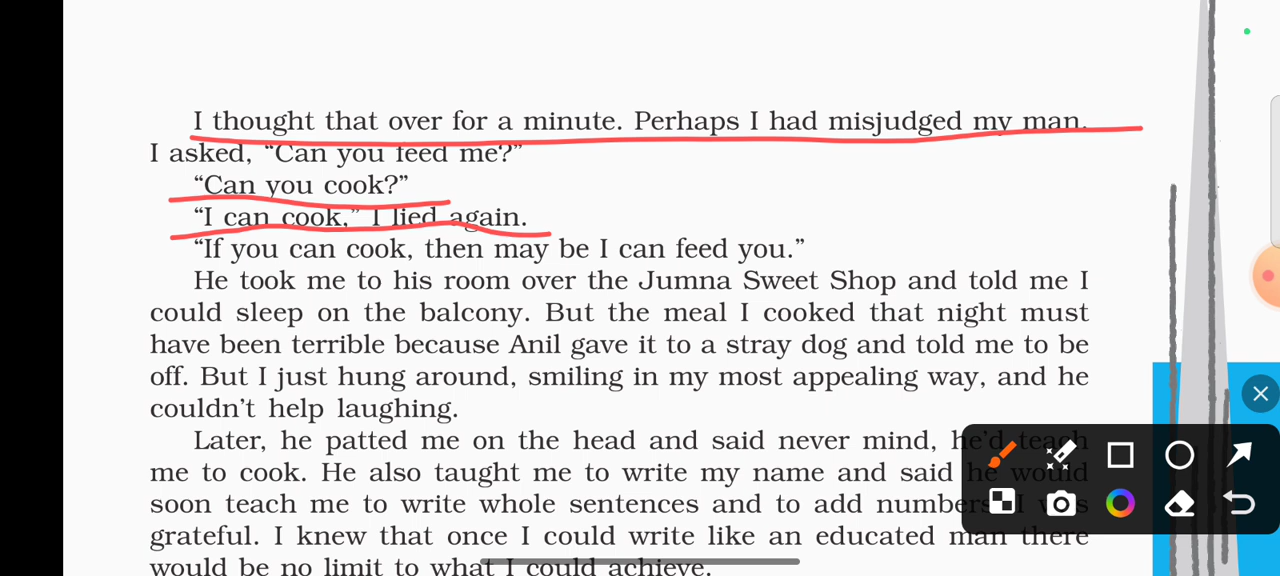 I thought that over for a minute. Perhaps I had misjudged my man.
I asked, “Can you feed me?”
“Can you cook?”
“I can cook,” I lied again.
“If you can cook, then may be I can feed you.”
He took me to his room over the Jumna Sweet Shop and told me I
could sleep on the balcony. But the meal I cooked that night must
have been terrible because Anil gave it to a stray dog and told me to be
off. But I just hung around, smiling in my most appealing way, and he
couldn’t help laughing.
Later, he patted me on the head and said never mind, he’d teach
me to cook. He also taught me to write my name and said he would
soon teach me to write whole sentences and to add numbers. I was
grateful. I knew that once I could write like an educated man there
would be no limit to what I could achieve.